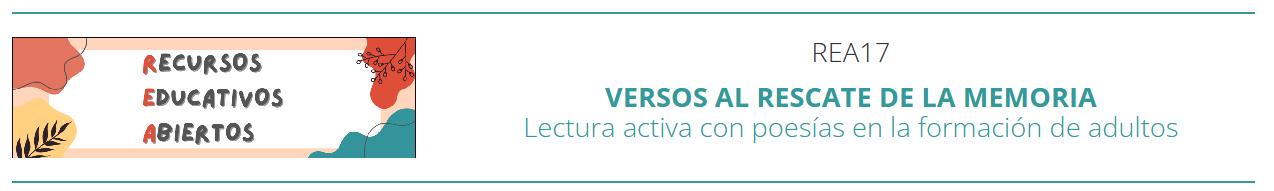 RECURSOS
EDUCATIVOS
ABIERTOS
REA17
VERSOS AL RESCATE DE LA MEMORIA
Lectura activa con poesías en la formación de adultos